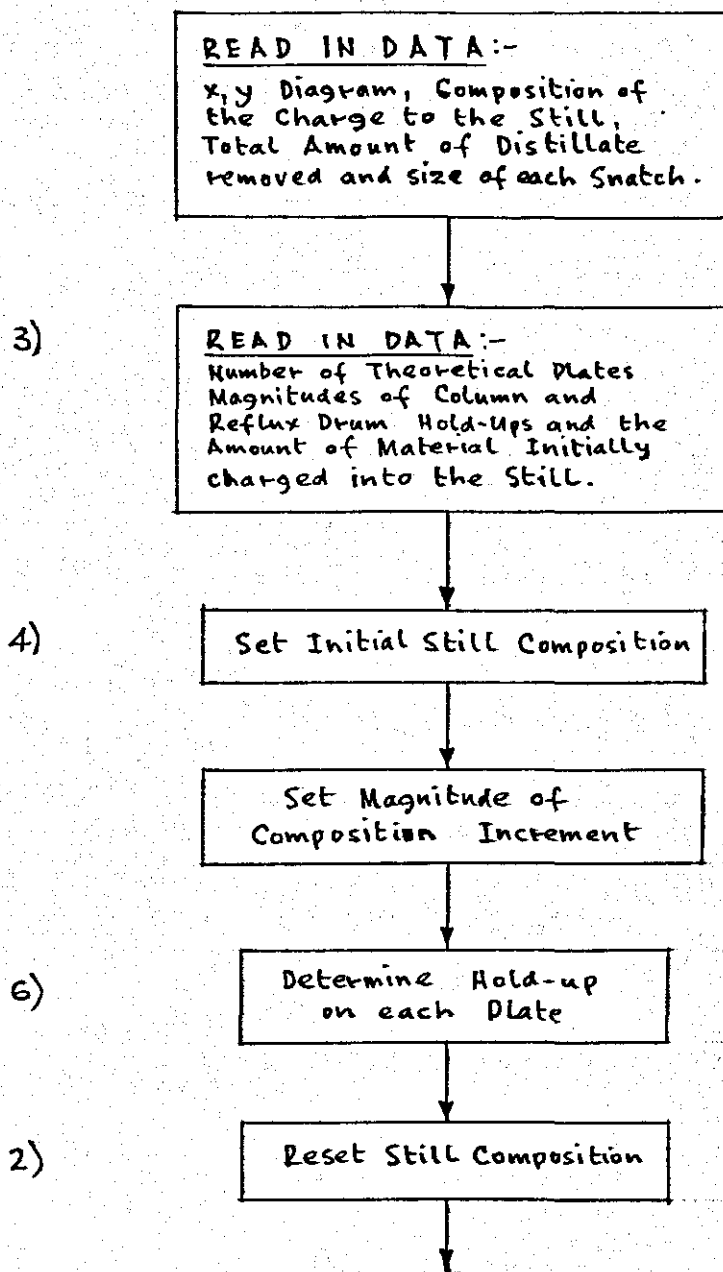 READ IN DATA:-
x,y Diagram, Composition of
the Charge to the Still,
Total Amount of Distillate
removed and size of each Snatch.
3)
READ IN DATA:-
Number of Theoretical Plates
Magnitudes of Column and
Reflux Drum Hold-Ups and the
Amount of Material Initially
charged into the Still.
4)
Set Initial Still Composition
Set Magnitude of
Composition Increment
6)
Determine Hold-up
on each Plate
2)
Reset Still Composition